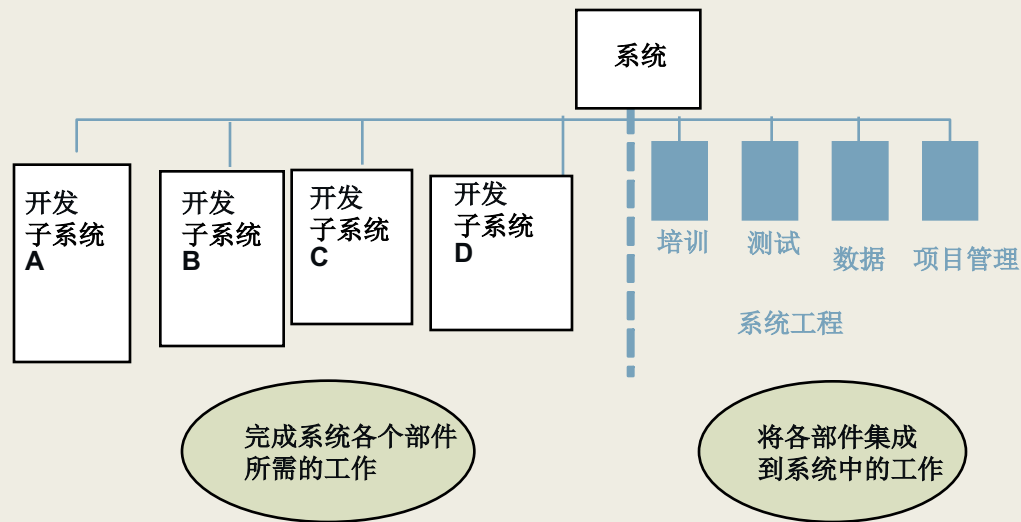 系统
开发
子系统
A
开发
子系统
B
开发
子系统
C
开发
子系统
D
培训
测试
数据
项目管理
系统工程
完成系统各个部件
所需的工作
将各部件集成
到系统中的工作